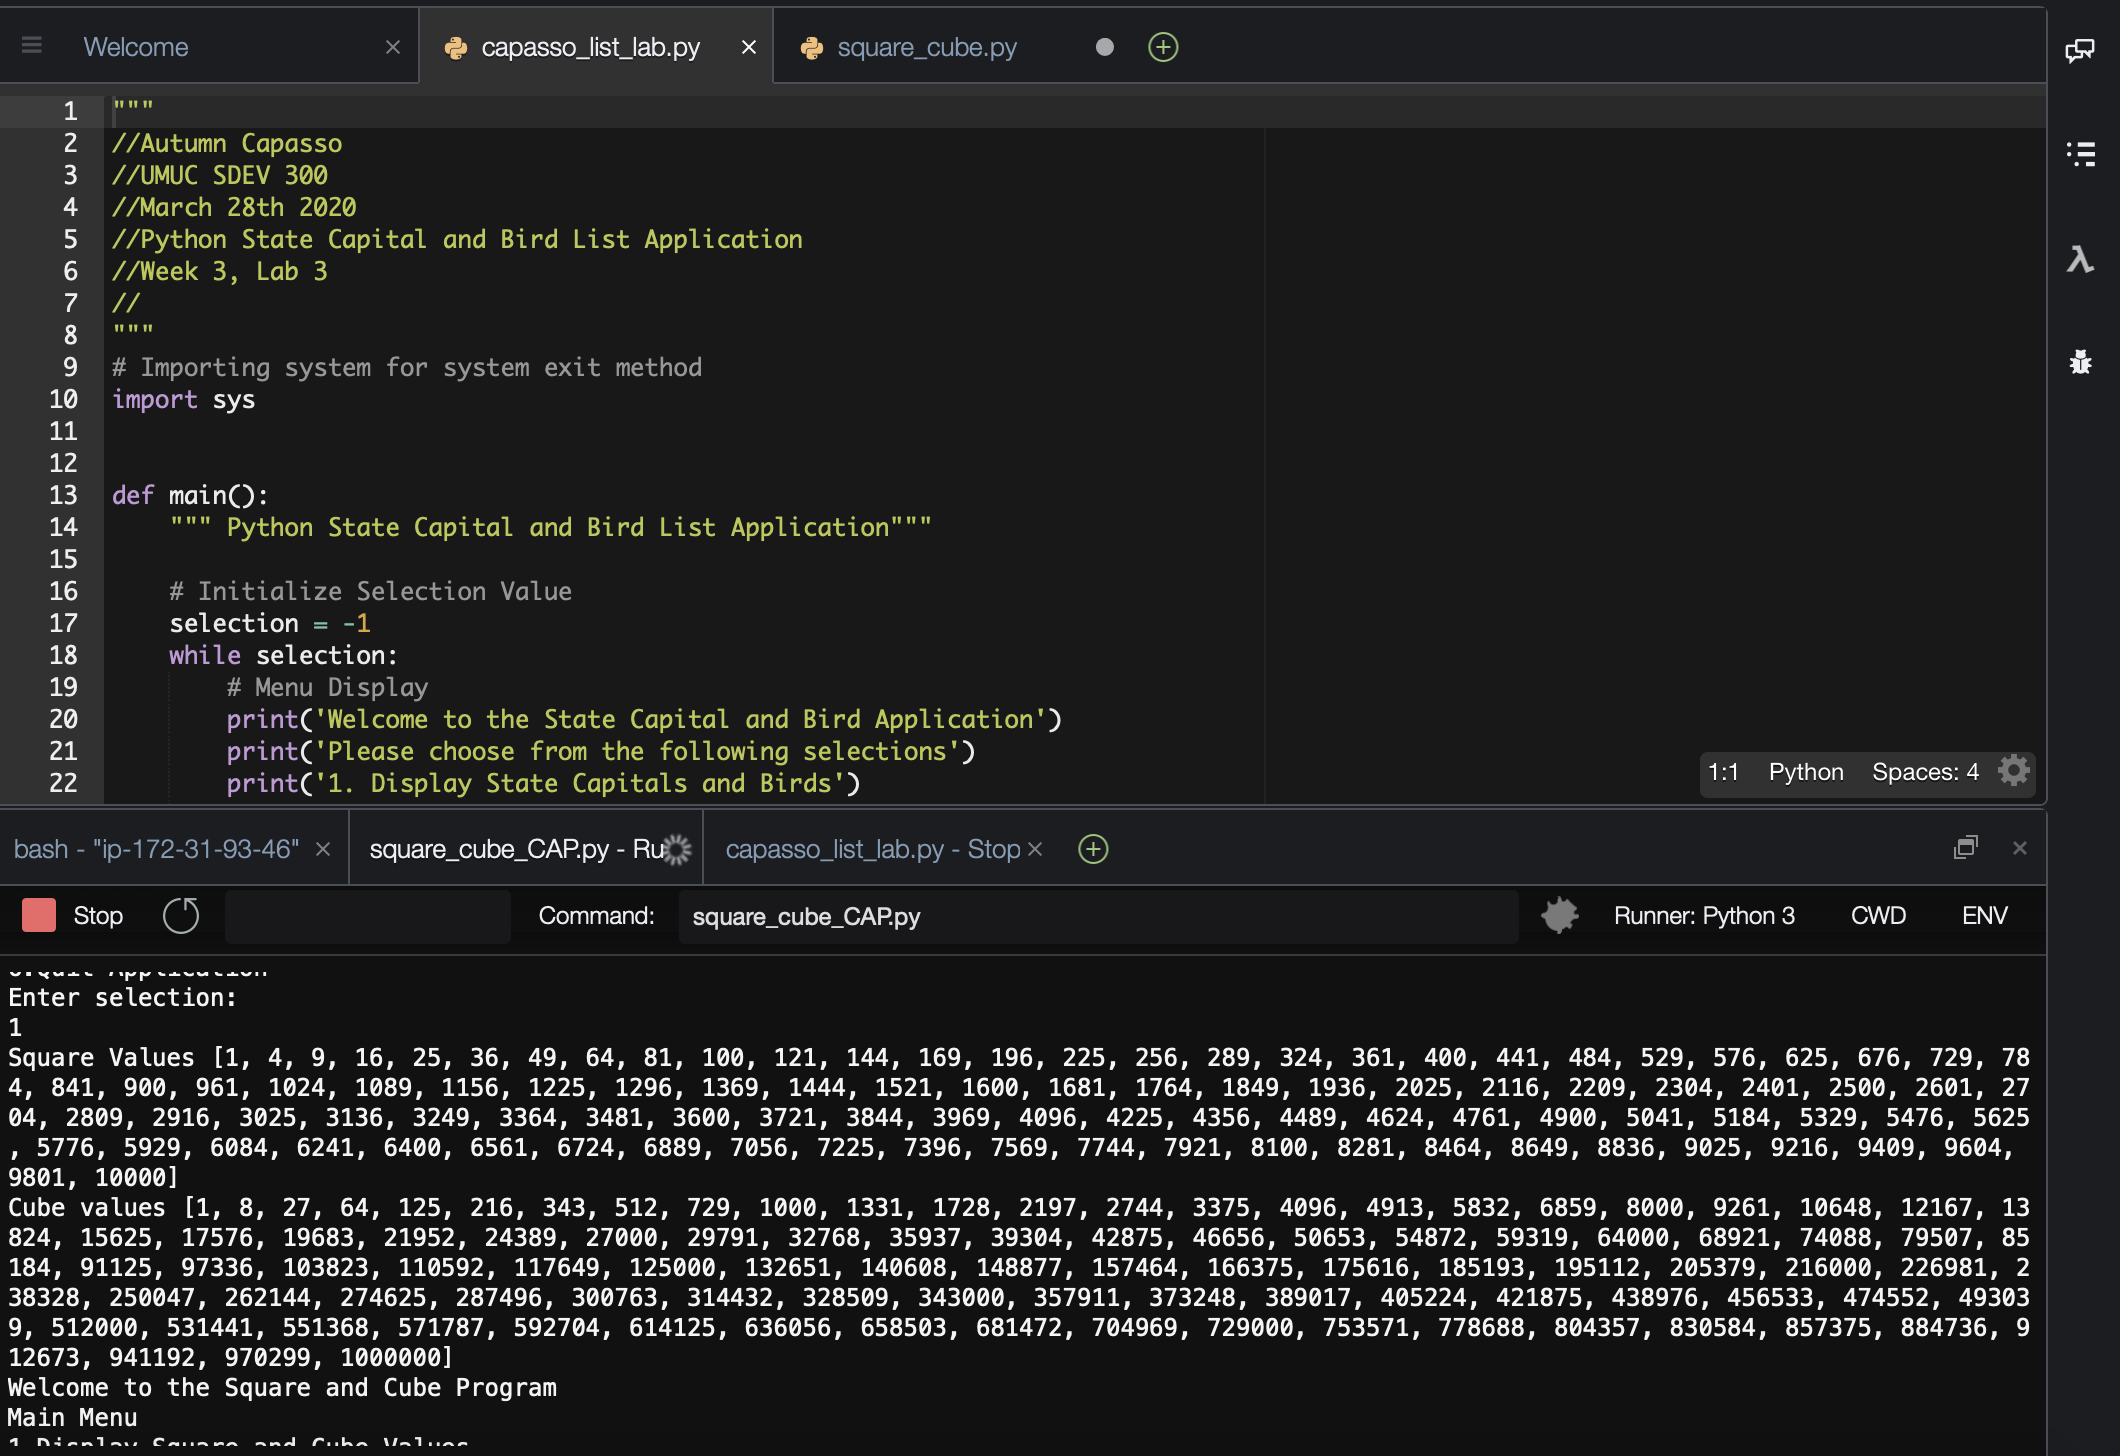 Welcome
capasso_list_lab.py
square_cube.py
1 """
2 //Autumn Capasso
3 //UMUC SDEV 300
4 //March 28th 2020
5 //Python State Capital and Bird List Application
6 //Week 3, Lab 3
7 //
8 """
9 # Importing system for system exit method
10 import sys
11
12
13 def main():
14     """ Python State Capital and Bird List Application"""
15
16     # Initialize Selection Value
17     selection = -1
18     while selection:
19         # Menu Display
20         print('Welcome to the State Capital and Bird Application')
21         print('Please choose from the following selections')
22         print('1. Display State Capitals and Birds')
1:1 Python Spaces: 4
bash - "ip-172-31-93-46"
square_cube_CAP.py - Ru
capasso_list_lab.py - Stop
Stop
Command: square_cube_CAP.py
Runner: Python 3 CWD ENV
.Quit Application
Enter selection:
1
Square Values [1, 4, 9, 16, 25, 36, 49, 64, 81, 100, 121, 144, 169, 196, 225, 256, 289, 324, 361, 400, 441, 484, 529, 576, 625, 676, 729, 78
4, 841, 900, 961, 1024, 1089, 1156, 1225, 1296, 1369, 1444, 1521, 1600, 1681, 1764, 1849, 1936, 2025, 2116, 2209, 2304, 2401, 2500, 2601, 27
04, 2809, 2916, 3025, 3136, 3249, 3364, 3481, 3600, 3721, 3844, 3969, 4096, 4225, 4356, 4489, 4624, 4761, 4900, 5041, 5184, 5329, 5476, 5625
, 5776, 5929, 6084, 6241, 6400, 6561, 6724, 6889, 7056, 7225, 7396, 7569, 7744, 7921, 8100, 8281, 8464, 8649, 8836, 9025, 9216, 9409, 9604,
9801, 10000]
Cube values [1, 8, 27, 64, 125, 216, 343, 512, 729, 1000, 1331, 1728, 2197, 2744, 3375, 4096, 4913, 5832, 6859, 8000, 9261, 10648, 12167, 13
824, 15625, 17576, 19683, 21952, 24389, 27000, 29791, 32768, 35937, 39304, 42875, 46656, 50653, 54872, 59319, 64000, 68921, 74088, 79507, 85
184, 91125, 97336, 103823, 110592, 117649, 125000, 132651, 140608, 148877, 157464, 166375, 175616, 185193, 195112, 205379, 216000, 226981, 2
38328, 250047, 262144, 274625, 287496, 300763, 314432, 328509, 343000, 357911, 373248, 389017, 405224, 421875, 438976, 456533, 474552, 49303
9, 512000, 531441, 551368, 571787, 592704, 614125, 636056, 658503, 681472, 704969, 729000, 753571, 778688, 804357, 830584, 857375, 884736, 9
12673, 941192, 970299, 1000000]
Welcome to the Square and Cube Program
Main Menu
1 Display Square and Cube Values